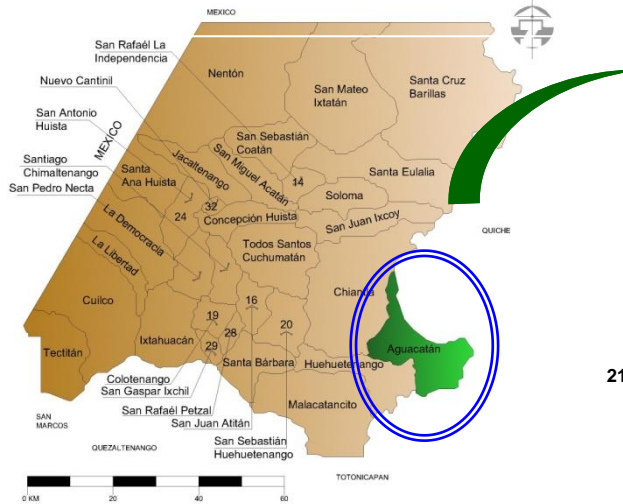 MEXICO
San Rafaél La
Independencia
Nuevo Cantinil
San Antonio
Huista
MEXICO
Santiago
Chimaltenango
San Pedro Necta
Nentón
San Mateo
Ixtatán
Santa Cruz
Barillas
San Sebastián
Coatán
Jacaltenango
San Miguel Acatán
Santa
Ana Huista
14
Santa Eulalia
Soloma
32
24
Concepción Huista
San Juan Ixcoy
QUICHE
La Democracia
Todos Santos
Cuchumatán
La Libertad
Chiantla
Cuilco
16
19
20
28
29
Ixtahuacán
Tectitán
Aguacatán
Santa Bárbara
Huehuetenango
21
Colotenango
San Gaspar Ixchil
Malacatancito
San Rafaél Petzal
San Juan Atitán
SAN
MARCOS
San Sebastián
Huehuetenango
QUEZALTENANGO
TOTONICAPAN
0 KM
20
40
60